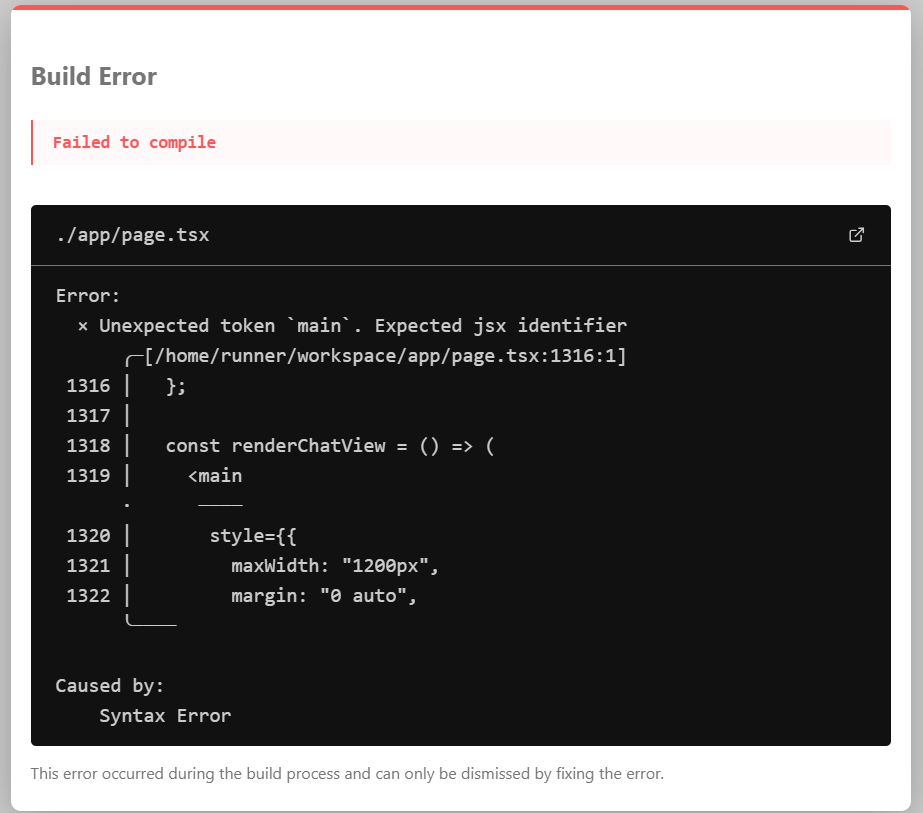 Build Error
Failed to compile
./app/page.tsx
Error:
  × Unexpected token `main`. Expected jsx identifier
      ╭─[/home/runner/workspace/app/page.tsx:1316:1]
 1316 │   };
 1317 │
 1318 │   const renderChatView = () => (
 1319 │     <main
      ·      ────
 1320 │       style={{
 1321 │         maxWidth: "1200px",
 1322 │         margin: "0 auto",
      ╰────
Caused by:
    Syntax Error
This error occurred during the build process and can only be dismissed by fixing the error.